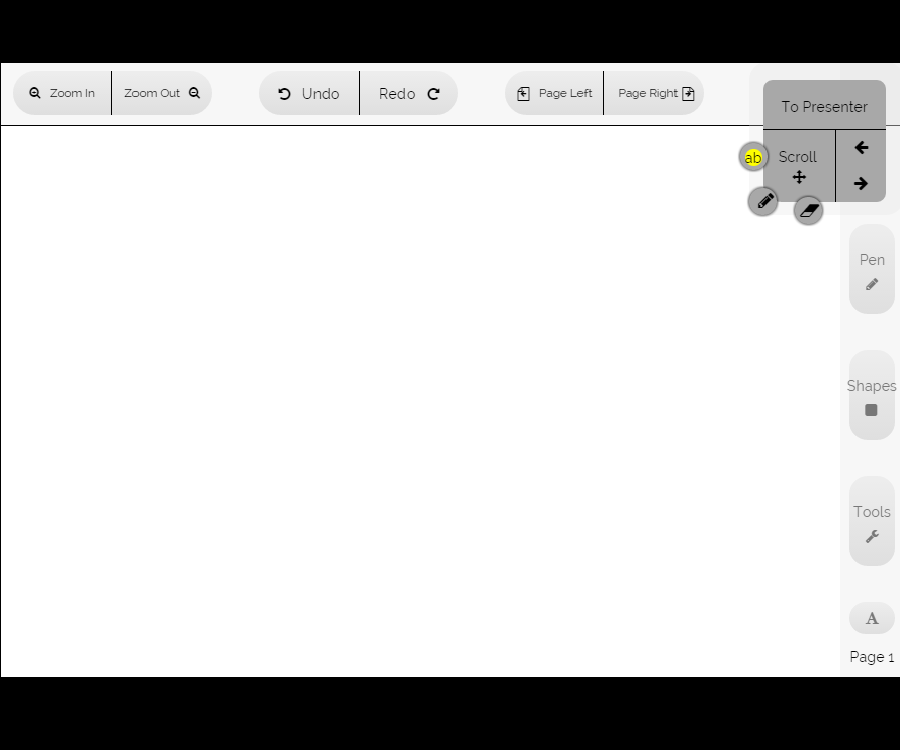 Zoom In
Zoom Out
Undo
Redo
Page Left
Page Right
To Presenter
ab
Scroll
Pen
Shapes
Tools
A
Page 1